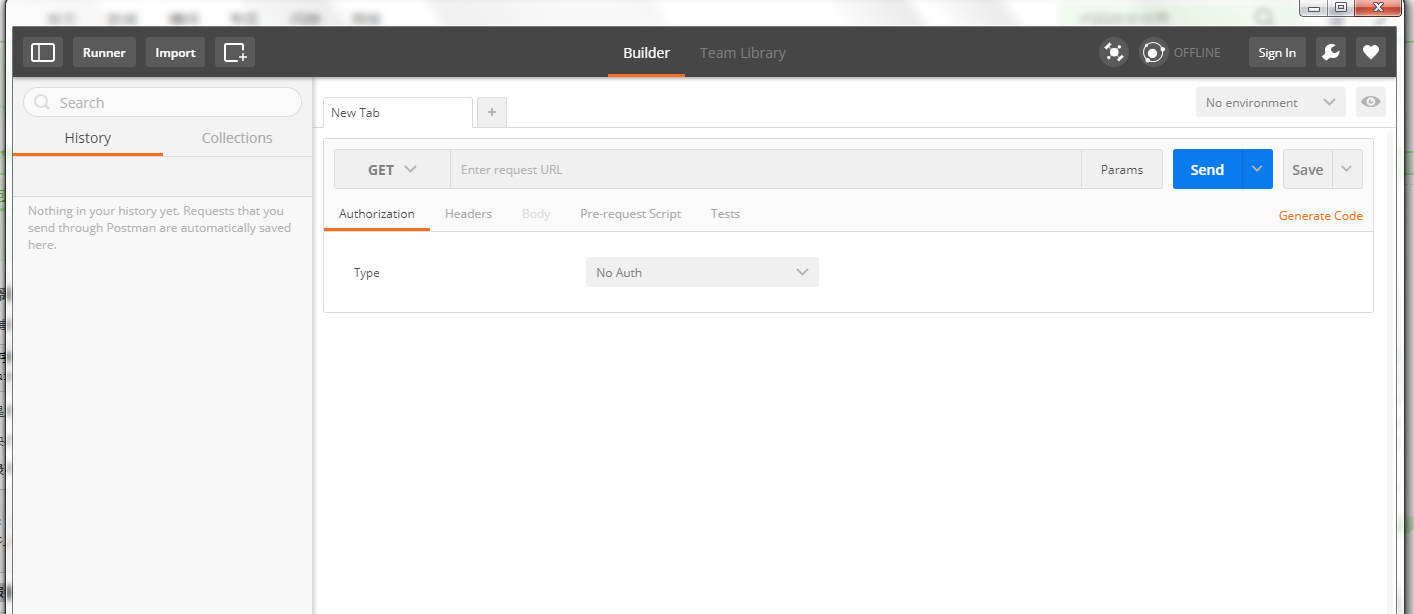 Runner
Import
Builder
Team Library
OFFLINE
Sign In
Search
History
Collections
Nothing in your history yet. Requests that you
send through Postman are automatically saved
here.
New Tab
+
No environment
GET
Enter request URL
Params
Send
Save
Authorization
Headers
Body
Pre-request Script
Tests
Generate Code
Type
No Auth